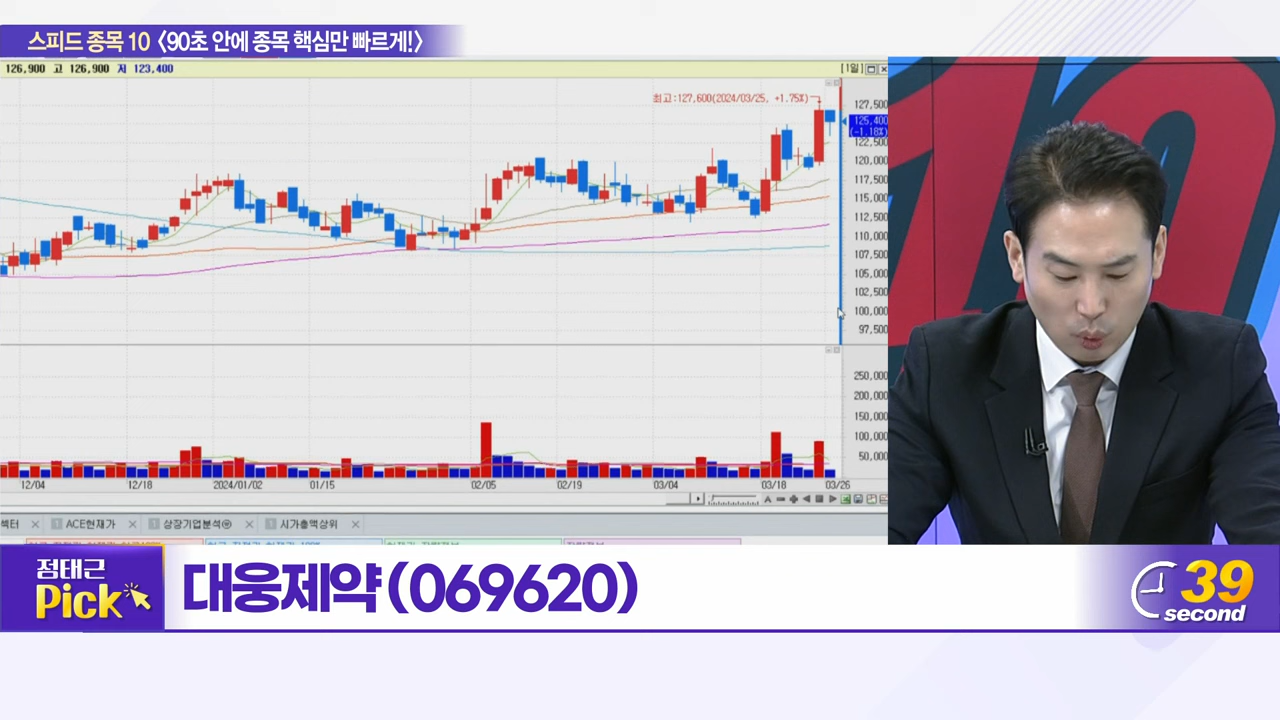 스피드 종목 10 〈90초 안에 종목 핵심만 빠르게!〉
126,900 고 126,900 저 123,400
[1일]
최고:127,600(2024/03/25, +1.75%)
127,500
125,400
(-1.18%)
122,500
120,000
117,500
115,000
112,500
110,000
107,500
105,000
102,500
100,000
97,500
250,000
200,000
150,000
100,000
50,000
12/04 12/18 2024/01/02 01/15 02/05 02/19 03/04 03/18 03/26
섹터 ACE현재가 상장기업분석 시가총액상위
10
정태근
Pick
대웅제약(069620)
39
second